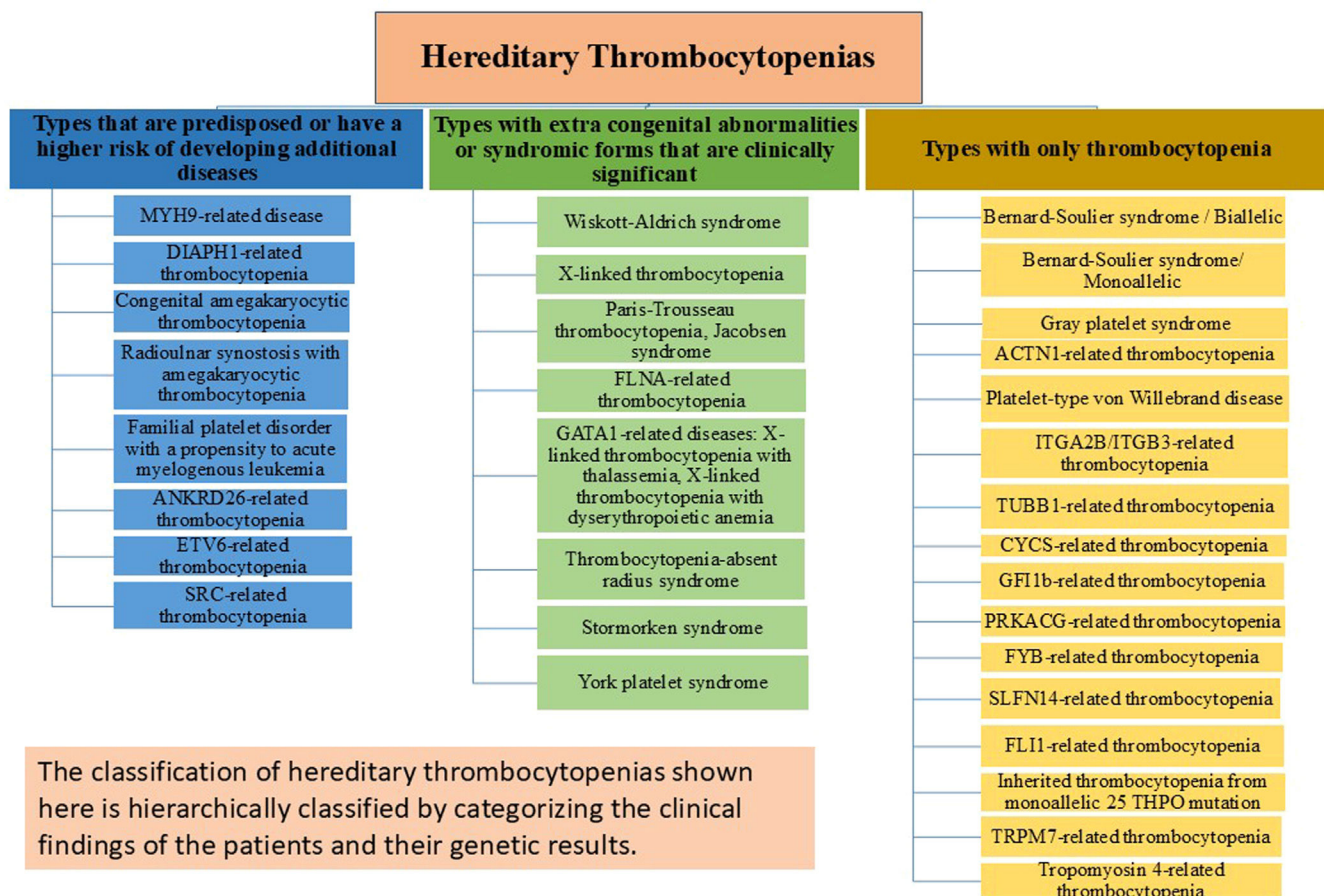 Hereditary Thrombocytopenias
Types that are predisposed or have a
higher risk of developing additional
diseases
MYH9-related disease
DIAPH1-related
thrombocytopenia
Congenital amegakaryocytic
thrombocytopenia
Radioulnar synostosis with
amegakaryocytic
thrombocytopenia
Familial platelet disorder
with a propensity to acute
myelogenous leukemia
ANKRD26-related
thrombocytopenia
ETV6-related
thrombocytopenia
SRC-related
thrombocytopenia
Types with extra congenital abnormalities
or syndromic forms that are clinically
significant
Wiskott-Aldrich syndrome
X-linked thrombocytopenia
Paris-Trousseau
thrombocytopenia, Jacobsen
syndrome
FLNA-related
thrombocytopenia
GATA1-related diseases: X-
linked thrombocytopenia with
thalassemia, X-linked
thrombocytopenia with
dyserythropoietic anemia
Thrombocytopenia-absent
radius syndrome
Stormorken syndrome
York platelet syndrome
Types with only thrombocytopenia
Bernard-Soulier syndrome / Biallelic
Bernard-Soulier syndrome/
Monoallelic
Gray platelet syndrome
ACTN1-related thrombocytopenia
Platelet-type von Willebrand disease
ITGA2B/ITGB3-related
thrombocytopenia
TUBB1-related thrombocytopenia
CYCS-related thrombocytopenia
GFI1b-related thrombocytopenia
PRKACG-related thrombocytopenia
FYB-related thrombocytopenia
SLFN14-related thrombocytopenia
FLI1-related thrombocytopenia
Inherited thrombocytopenia from
monoallelic 25 THPO mutation
TRPM7-related thrombocytopenia
Tropomyosin 4-related
thrombocytopenia
The classification of hereditary thrombocytopenias shown
here is hierarchically classified by categorizing the clinical
findings of the patients and their genetic results.